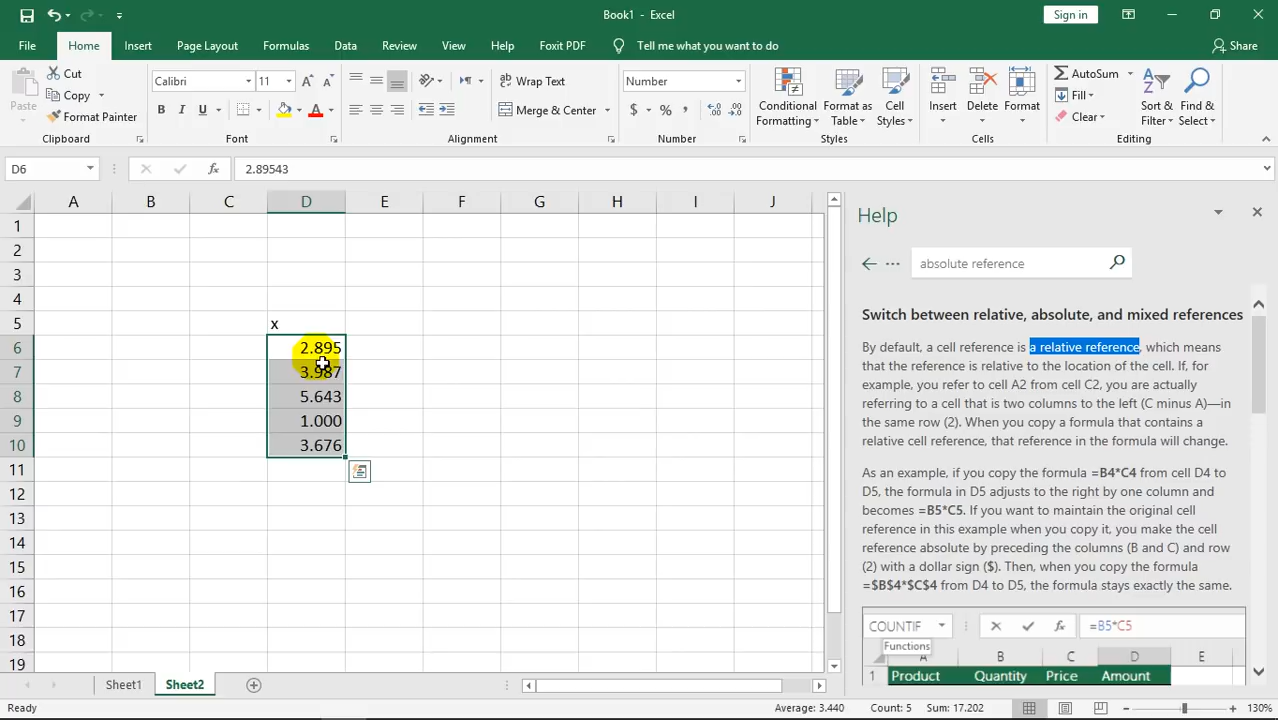 Book1 - Excel
Sign in
File
Home
Insert
Page Layout
Formulas
Data
Review
View
Help
Foxit PDF
Tell me what you want to do
Share
Paste
Cut
Copy
Format Painter
Clipboard
Calibri
11
B I U
Font
Wrap Text
Merge & Center
Alignment
Number
$ % ,
Number
Conditional
Formatting
Format as
Table
Cell
Styles
Styles
Insert
Delete
Format
Cells
AutoSum
Fill
Clear
Sort &
Filter
Find &
Select
Editing
D6
fx
2.89543
A B C D E F G H I J
1
2
3
4
5 x
6 2.895
7 3.987
8 5.643
9 1.000
10 3.676
11
12
13
14
15
16
17
18
19
Sheet1
Sheet2
Help
absolute reference
Switch between relative, absolute, and mixed references
By default, a cell reference is a relative reference, which means
that the reference is relative to the location of the cell. If, for
example, you refer to cell A2 from cell C2, you are actually
referring to a cell that is two columns to the left (C minus A)—in
the same row (2). When you copy a formula that contains a
relative cell reference, that reference in the formula will change.
As an example, if you copy the formula =B4*C4 from cell D4 to
D5, the formula in D5 adjusts to the right by one column and
becomes =B5*C5. If you want to maintain the original cell
reference in this example when you copy it, you make the cell
reference absolute by preceding the columns (B and C) and row
(2) with a dollar sign ($). Then, when you copy the formula
=$B$4*$C$4 from D4 to D5, the formula stays exactly the same.
COUNTIF
fx
=B5*C5
Functions
A B C D E
1 Product Quantity Price Amount
Ready
Average: 3.440
Count: 5
Sum: 17.202
130%